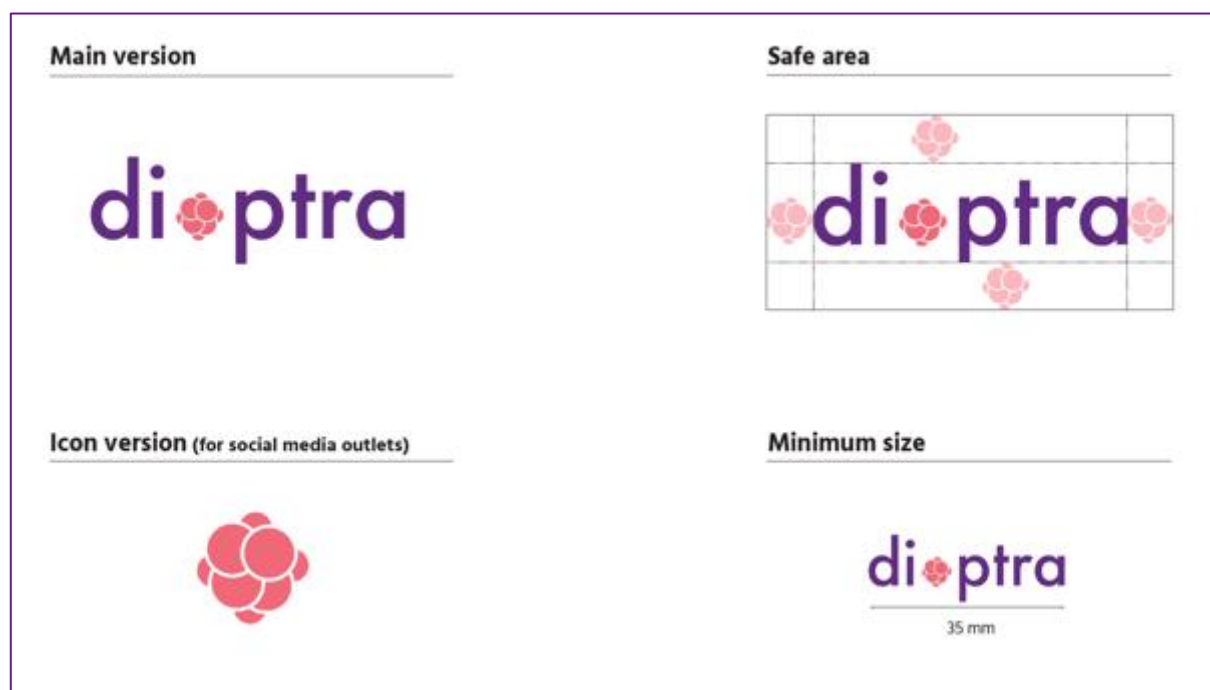 Main version
dioptra
Safe area
dioptra
Icon version (for social media outlets)
Minimum size
dioptra
35 mm